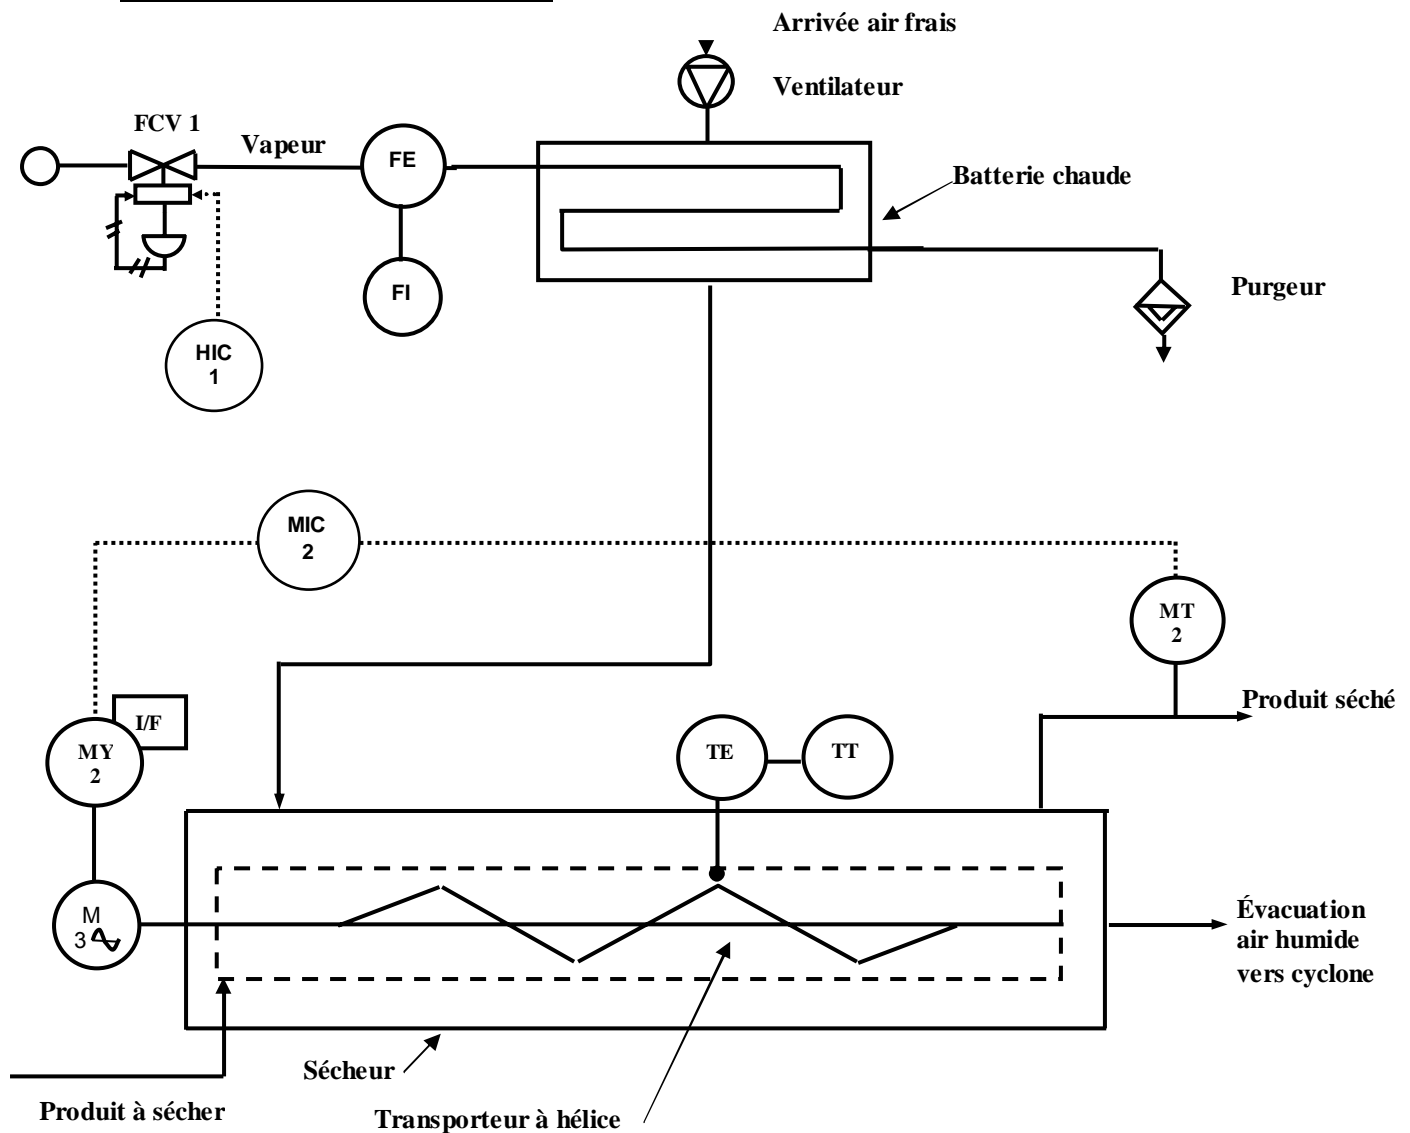 Arrivée air frais
Ventilateur
FCV 1
Vapeur
FE
Batterie chaude
FI
Purgeur
HIC
1
MIC
2
MT
2
Produit séché
I/F
MY
2
TE
TT
M
3
Évacuation
air humide
vers cyclone
Sécheur
Produit à sécher
Transporteur à hélice